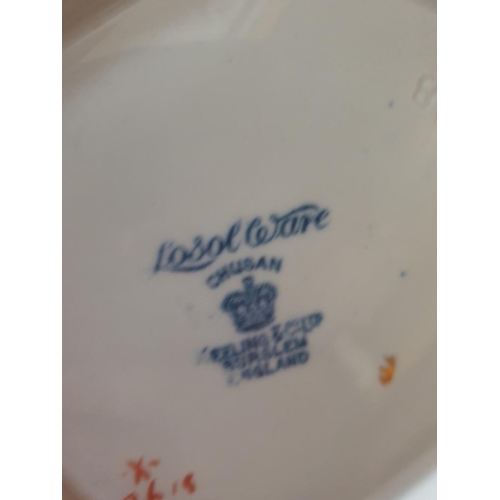 Losol Ware
CHUSAN
KEELING & CO LTD
BURSLEM
ENGLAND
X